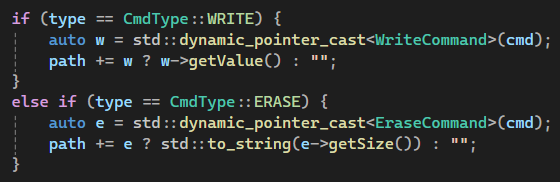 if (type == CmdType::WRITE) {
    auto w = std::dynamic_pointer_cast<WriteCommand>(cmd);
    path += w ? w->getValue() : "";
}
else if (type == CmdType::ERASE) {
    auto e = std::dynamic_pointer_cast<EraseCommand>(cmd);
    path += e ? std::to_string(e->getSize()) : "";
}